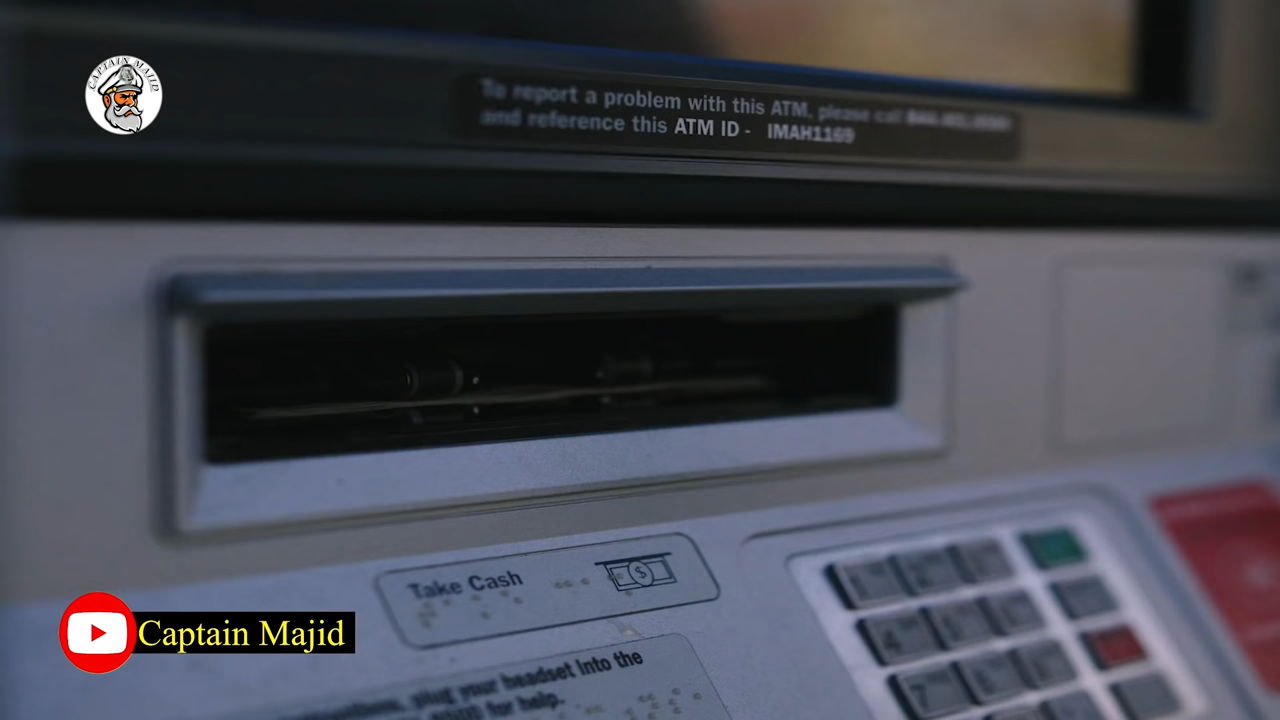 CAPTAIN MAJID
To report a problem with this ATM, please call
and reference this ATM ID - IMAH1169
Take Cash
plug your headset into the
for help.
Captain Majid